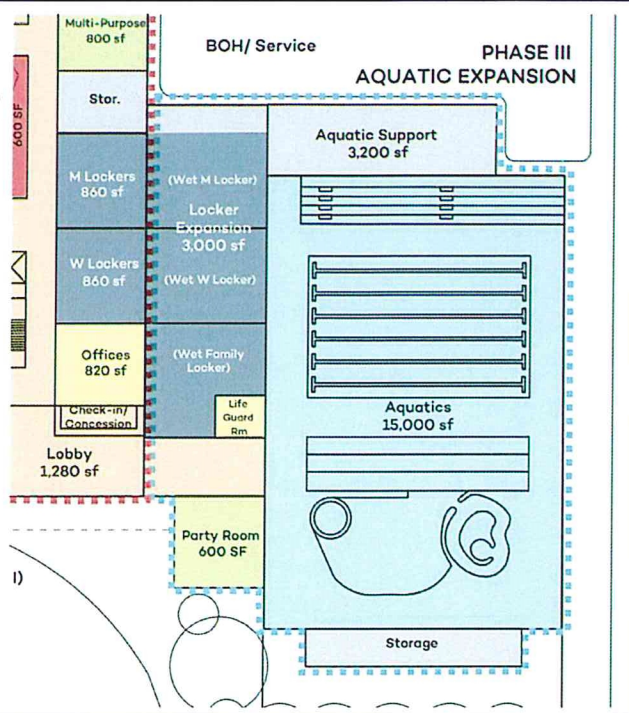 Multi-Purpose
800 sf
BOH/ Service
PHASE III
AQUATIC EXPANSION
Stor.
600 SF
Aquatic Support
3,200 sf
M Lockers
860 sf
(Wet M Locker)
Locker
Expansion
3,000 sf
W Lockers
860 sf
(Wet W Locker)
Offices
820 sf
(Wet Family
Locker)
Life
Guard
Rm
Check-in/
Concession
Aquatics
15,000 sf
Lobby
1,280 sf
Party Room
600 SF
I)
Storage